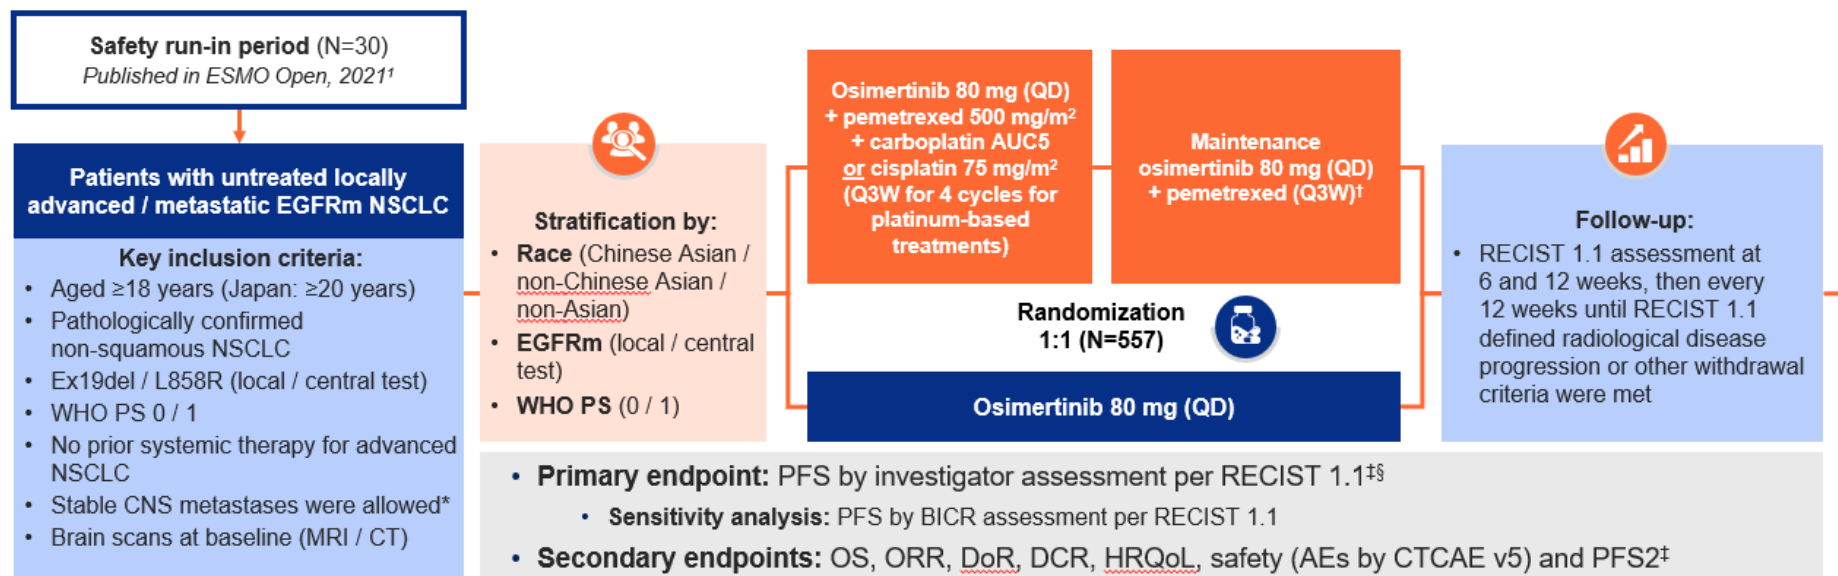 Safety run-in period (N=30)
Published in ESMO Open, 2021¹
Patients with untreated locally
advanced / metastatic EGFRm NSCLC
Key inclusion criteria:
• Aged ≥18 years (Japan: ≥20 years)
• Pathologically confirmed
non-squamous NSCLC
• Ex19del / L858R (local / central test)
• WHO PS 0 / 1
• No prior systemic therapy for advanced
NSCLC
• Stable CNS metastases were allowed*
• Brain scans at baseline (MRI / CT)
Stratification by:
• Race (Chinese Asian /
non-Chinese Asian /
non-Asian)
• EGFRm (local / central
test)
• WHO PS (0 / 1)
Osimertinib 80 mg (QD)
+ pemetrexed 500 mg/m²
+ carboplatin AUC5
or cisplatin 75 mg/m²
(Q3W for 4 cycles for
platinum-based
treatments)
Maintenance
osimertinib 80 mg (QD)
+ pemetrexed (Q3W)†
Randomization
1:1 (N=557)
Osimertinib 80 mg (QD)
Follow-up:
• RECIST 1.1 assessment at
6 and 12 weeks, then every
12 weeks until RECIST 1.1
defined radiological disease
progression or other withdrawal
criteria were met
• Primary endpoint: PFS by investigator assessment per RECIST 1.1‡§
• Sensitivity analysis: PFS by BICR assessment per RECIST 1.1
• Secondary endpoints: OS, ORR, DoR, DCR, HRQoL, safety (AEs by CTCAE v5) and PFS2‡